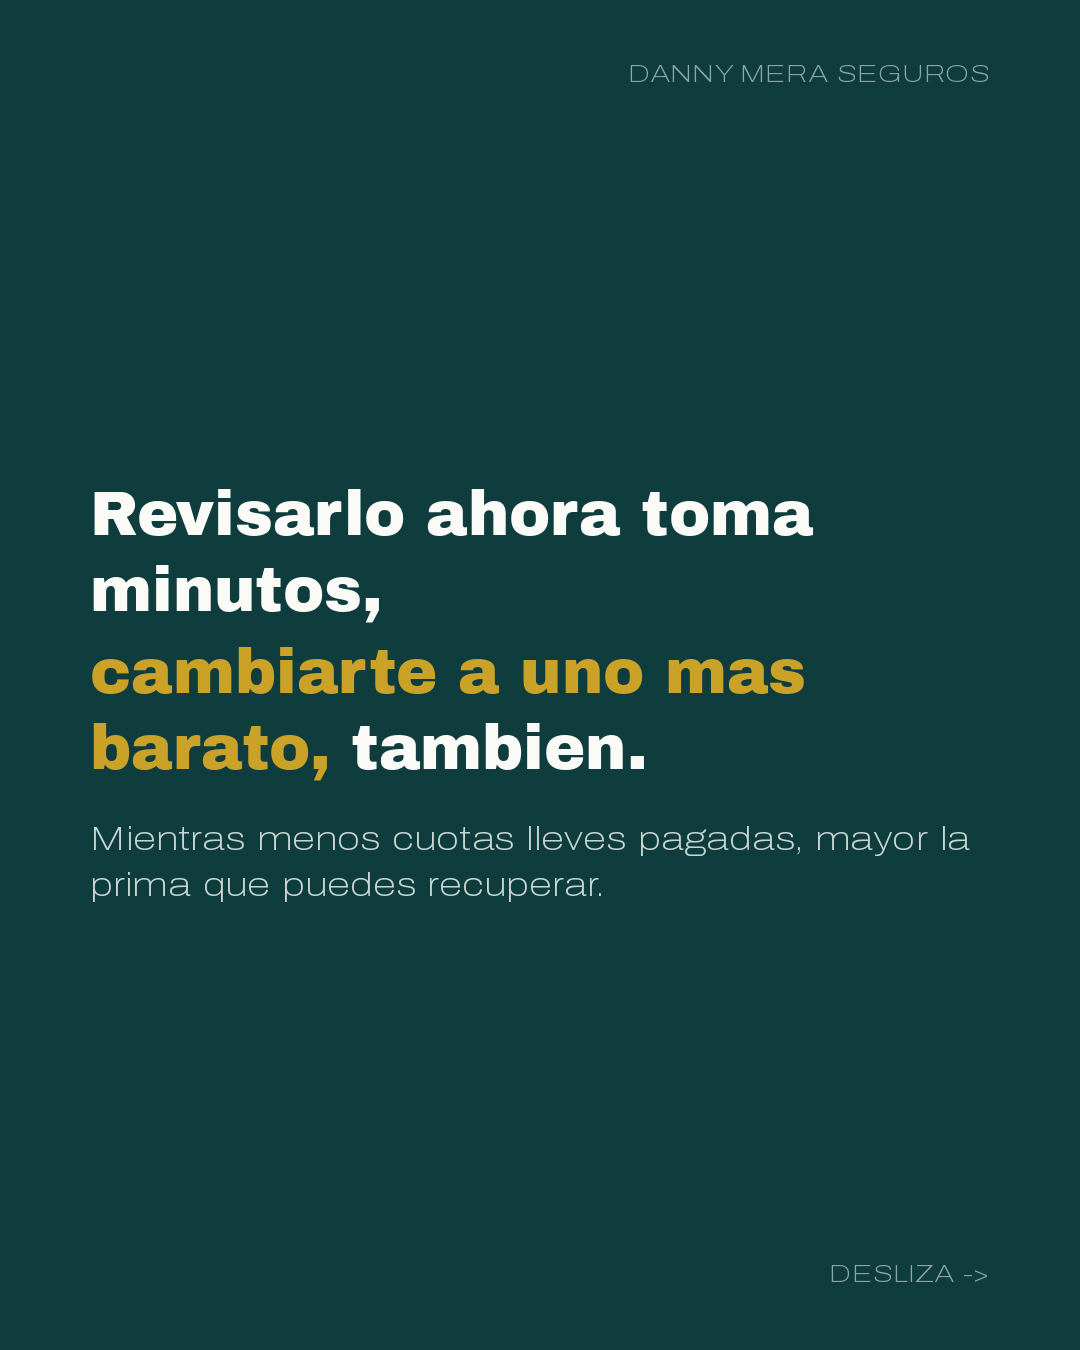 DANNY MERA SEGUROS
Revisarlo ahora toma
minutos,
cambiarte a uno mas
barato, tambien.
Mientras menos cuotas lleves pagadas, mayor la
prima que puedes recuperar.
DESLIZA ->